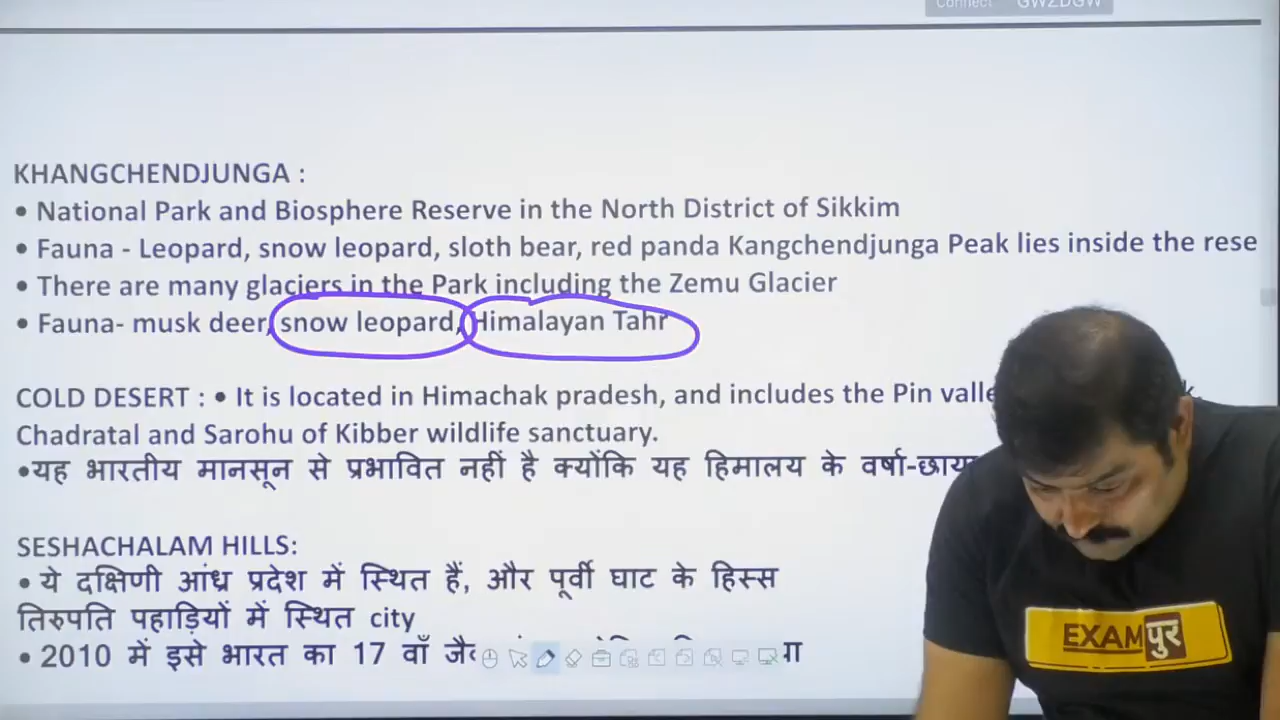 Connect GWZDGW
KHANGCHENDJUNGA :
• National Park and Biosphere Reserve in the North District of Sikkim
• Fauna - Leopard, snow leopard, sloth bear, red panda Kangchendjunga Peak lies inside the rese
• There are many glaciers in the Park including the Zemu Glacier
• Fauna- musk deer, snow leopard, Himalayan Tahr
COLD DESERT : • It is located in Himachak pradesh, and includes the Pin valle
Chadratal and Sarohu of Kibber wildlife sanctuary.
•यह भारतीय मानसून से प्रभावित नहीं है क्योंकि यह हिमालय के वर्षा-छाय
SESHACHALAM HILLS:
• ये दक्षिणी आंध्र प्रदेश में स्थित हैं, और पूर्वी घाट के हिस्स
तिरुपति पहाड़ियों में स्थित city
• 2010 में इसे भारत का 17 वाँ
EXAMपुर